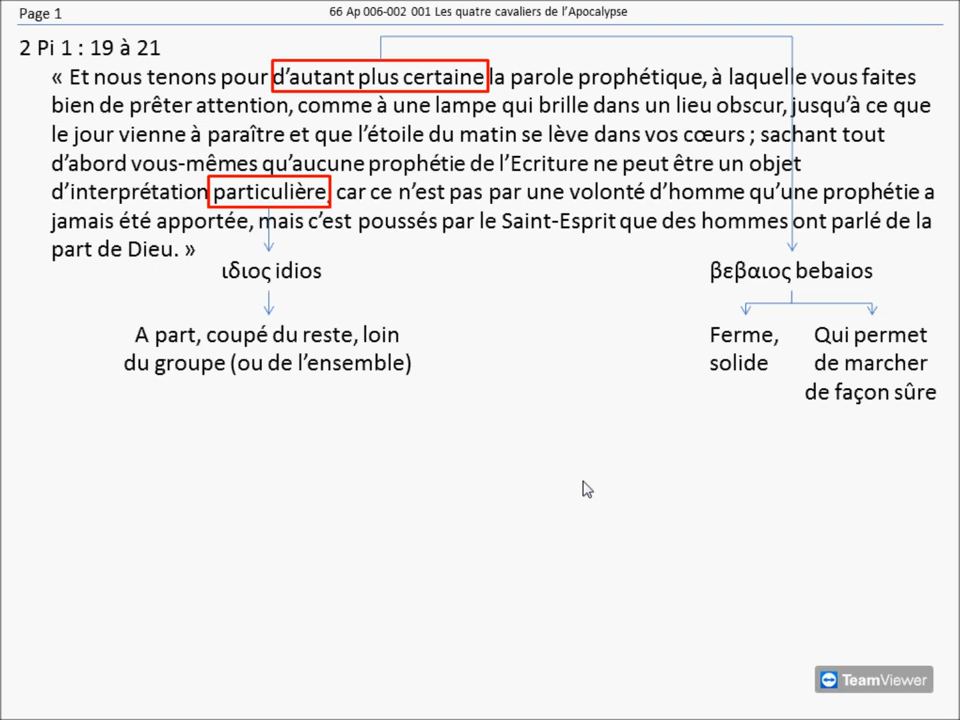 Page 1
66 Ap 006-002 001 Les quatre cavaliers de l'Apocalypse
2 Pi 1 : 19 à 21
« Et nous tenons pour d'autant plus certaine la parole prophétique, à laquelle vous faites
bien de prêter attention, comme à une lampe qui brille dans un lieu obscur, jusqu'à ce que
le jour vienne à paraître et que l'étoile du matin se lève dans vos cœurs ; sachant tout
d'abord vous-mêmes qu'aucune prophétie de l'Ecriture ne peut être un objet
d'interprétation particulière, car ce n'est pas par une volonté d'homme qu'une prophétie a
jamais été apportée, mais c'est poussés par le Saint-Esprit que des hommes ont parlé de la
part de Dieu. »
ιδιος idios
βεβαιος bebaios
A part, coupé du reste, loin
du groupe (ou de l'ensemble)
Ferme,
solide
Qui permet
de marcher
de façon sûre
TeamViewer